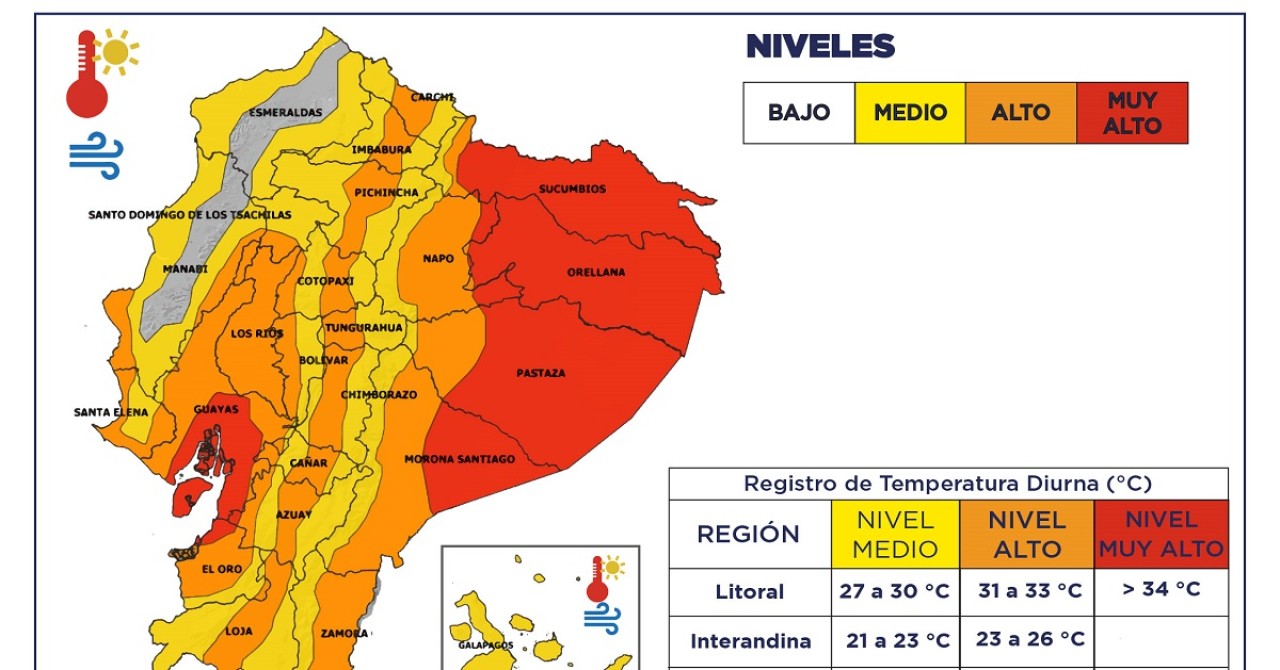 NIVELES
BAJO
MEDIO
ALTO
MUY
ALTO
CARCHI
ESMERALDAS
IMBABURA
PICHINCHA
SUCUMBIOS
SANTO DOMINGO DE LOS TSACHILAS
NAPO
MANABI
ORELLANA
COTOPAXI
TUNGURAHUA
LOS RIOS
BOLIVAR
PASTAZA
CHIMBORAZO
SANTA ELENA
GUAYAS
CAÑAR
MORONA SANTIAGO
AZUAY
EL ORO
LOJA
ZAMORA
GALAPAGOS
Registro de Temperatura Diurna (°C)
REGIÓN
NIVEL
MEDIO
NIVEL
ALTO
NIVEL
MUY ALTO
Litoral
27 a 30 °C
31 a 33 °C
> 34 °C
Interandina
21 a 23 °C
23 a 26 °C